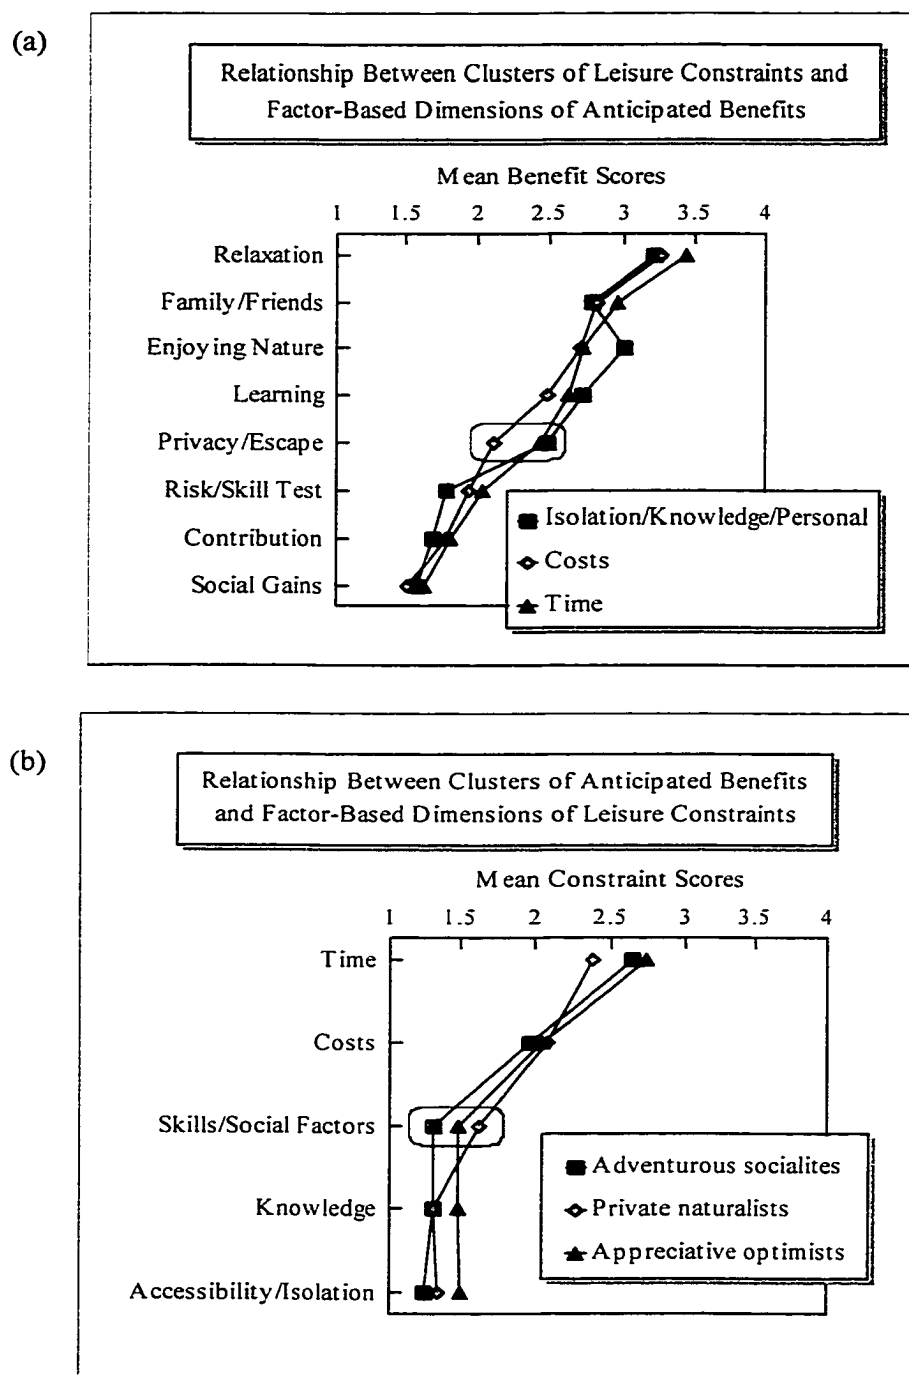 (a)
Relationship Between Clusters of Leisure Constraints and
Factor-Based Dimensions of Anticipated Benefits
Mean Benefit Scores
1 1.5 2 2.5 3 3.5 4
Relaxation
Family/Friends
Enjoying Nature
Learning
Privacy/Escape
Risk/Skill Test
Contribution
Social Gains
Isolation/Knowledge/Personal
Costs
Time
(b)
Relationship Between Clusters of Anticipated Benefits
and Factor-Based Dimensions of Leisure Constraints
Mean Constraint Scores
1 1.5 2 2.5 3 3.5 4
Time
Costs
Skills/Social Factors
Knowledge
Accessibility/Isolation
Adventurous socialites
Private naturalists
Appreciative optimists